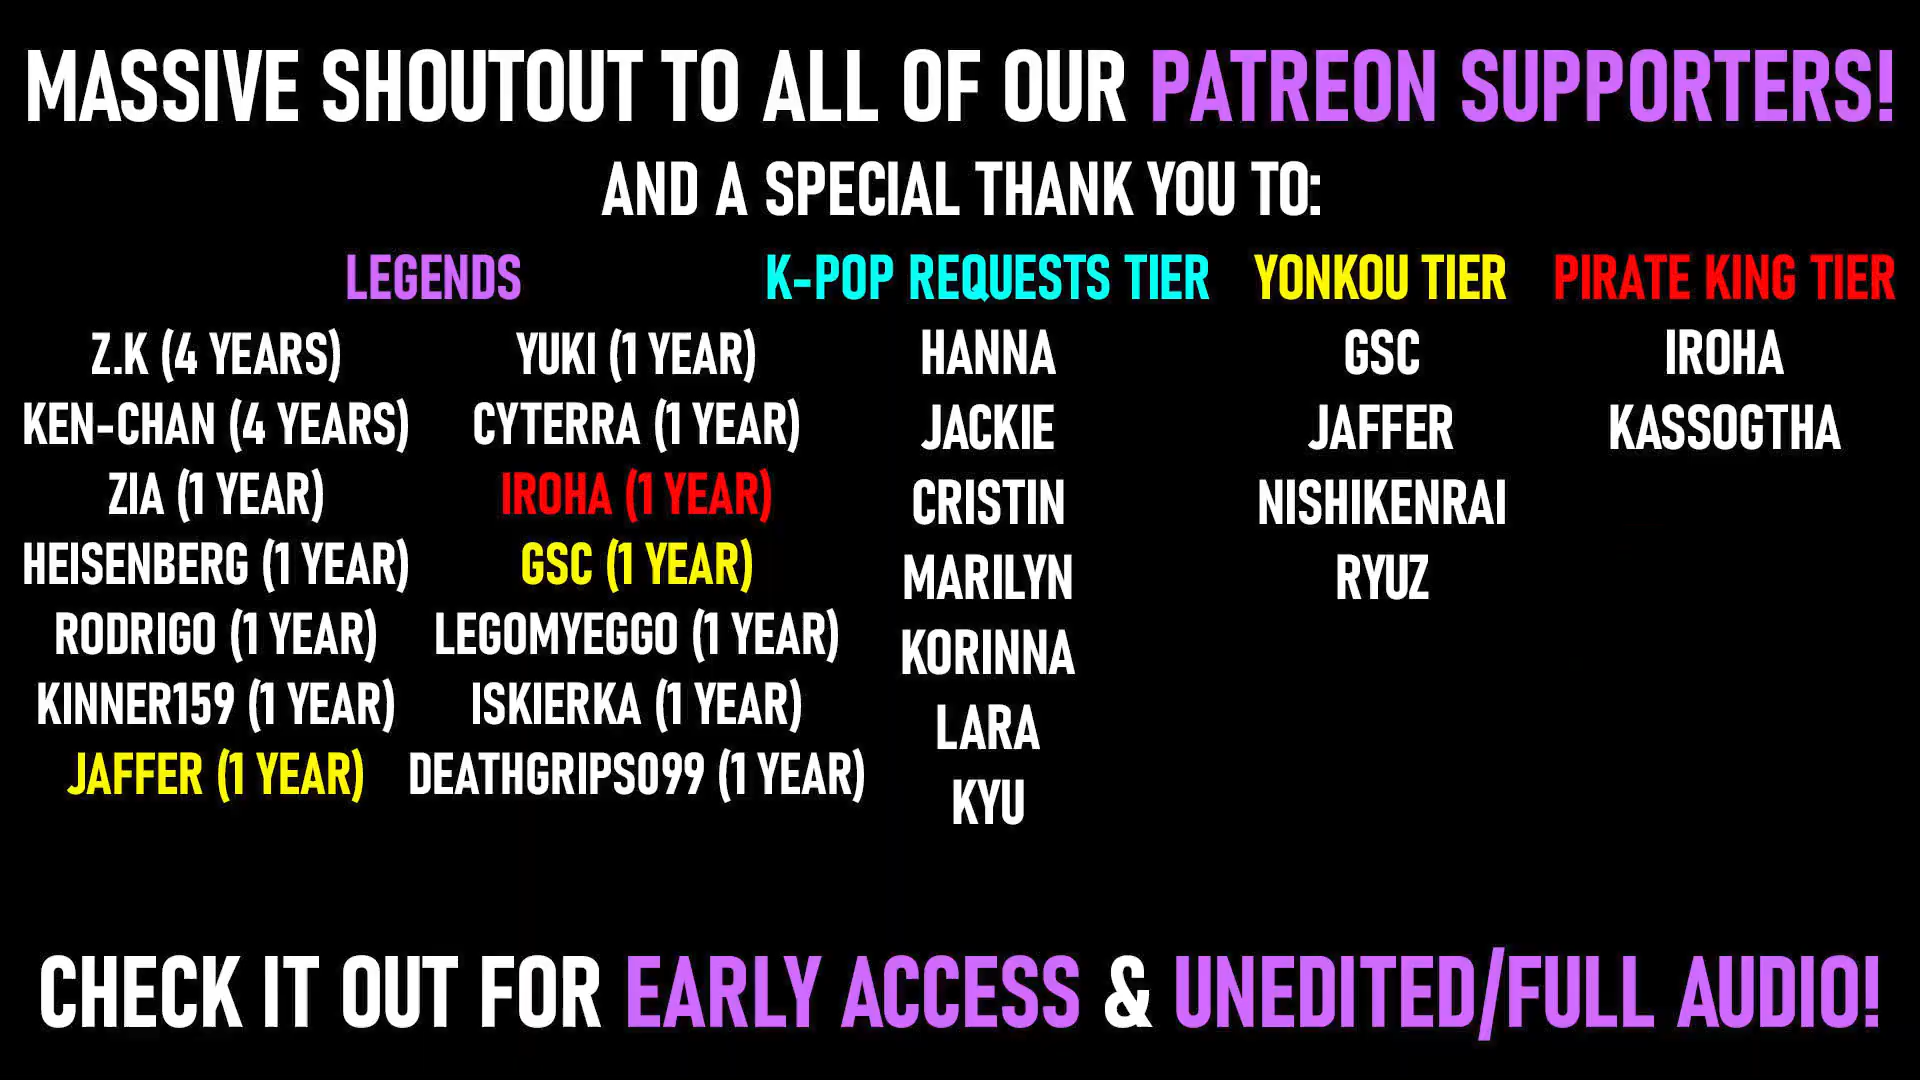 MASSIVE SHOUTOUT TO ALL OF OUR PATREON SUPPORTERS!
AND A SPECIAL THANK YOU TO:
LEGENDS
Z.K (4 YEARS)
KEN-CHAN (4 YEARS)
ZIA (1 YEAR)
HEISENBERG (1 YEAR)
RODRIGO (1 YEAR)
KINNER159 (1 YEAR)
JAFFER (1 YEAR)
YUKI (1 YEAR)
CYTERRA (1 YEAR)
IROHA (1 YEAR)
GSC (1 YEAR)
LEGOMYEGGO (1 YEAR)
ISKIERKA (1 YEAR)
DEATHGRIPS099 (1 YEAR)
K-POP REQUESTS TIER
HANNA
JACKIE
CRISTIN
MARILYN
KORINNA
LARA
KYU
YONKOU TIER
GSC
JAFFER
NISHIKENRAI
RYUZ
PIRATE KING TIER
IROHA
KASSOGTHA
CHECK IT OUT FOR EARLY ACCESS & UNEDITED/FULL AUDIO!